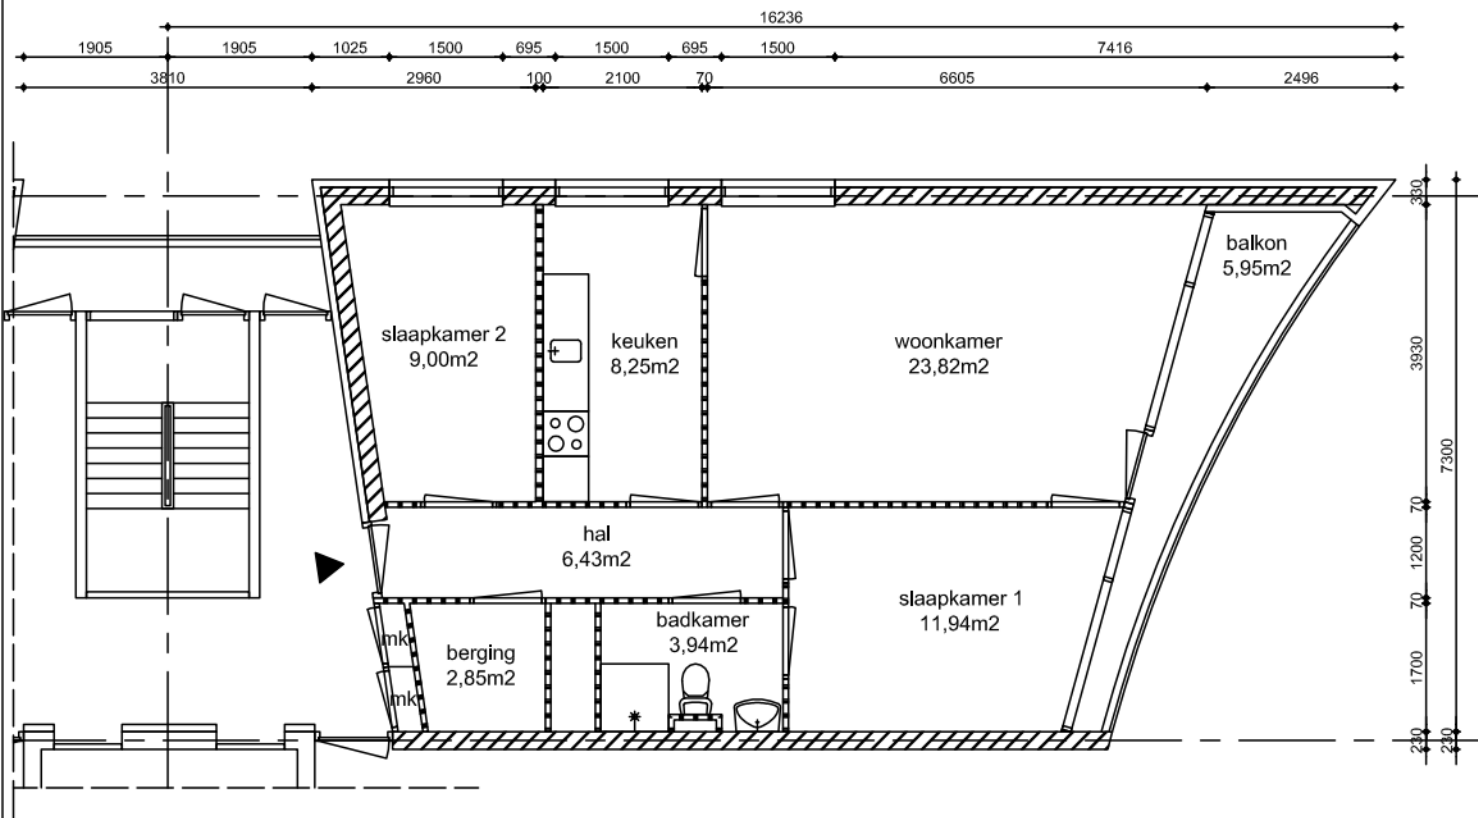 16236
1905 1905 1025 1500 695 1500 695 1500 7416
3810 2960 100 2100 70 6605 2496
330
balkon
5,95m2
slaapkamer 2
9,00m2
keuken
8,25m2
woonkamer
23,82m2
3930
7300
70
hal
6,43m2
1200
slaapkamer 1
11,94m2
70
badkamer
3,94m2
mk
berging
2,85m2
mk
1700
230
230